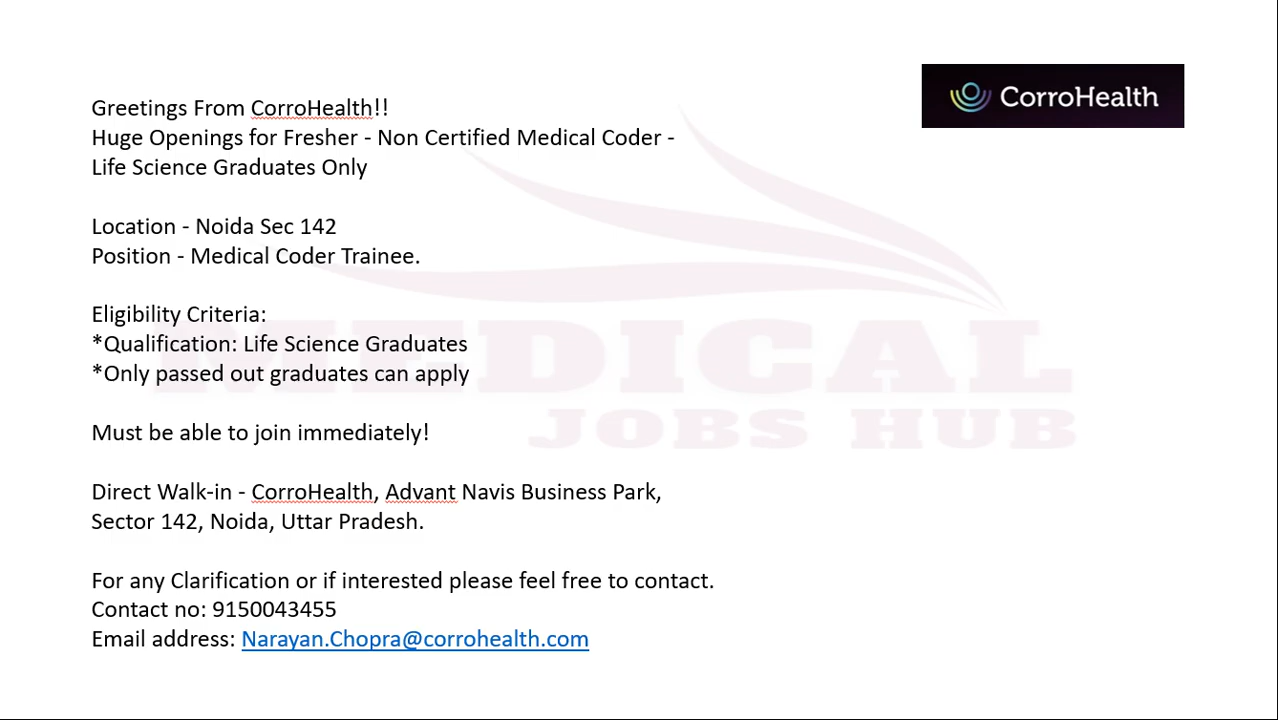 CorroHealth
Greetings From CorroHealth!!
Huge Openings for Fresher - Non Certified Medical Coder -
Life Science Graduates Only
Location - Noida Sec 142
Position - Medical Coder Trainee.
Eligibility Criteria:
*Qualification: Life Science Graduates
*Only passed out graduates can apply
MEDICAL
JOBS HUB
Must be able to join immediately!
Direct Walk-in - CorroHealth, Advant Navis Business Park,
Sector 142, Noida, Uttar Pradesh.
For any Clarification or if interested please feel free to contact.
Contact no: 9150043455
Email address: Narayan.Chopra@corrohealth.com